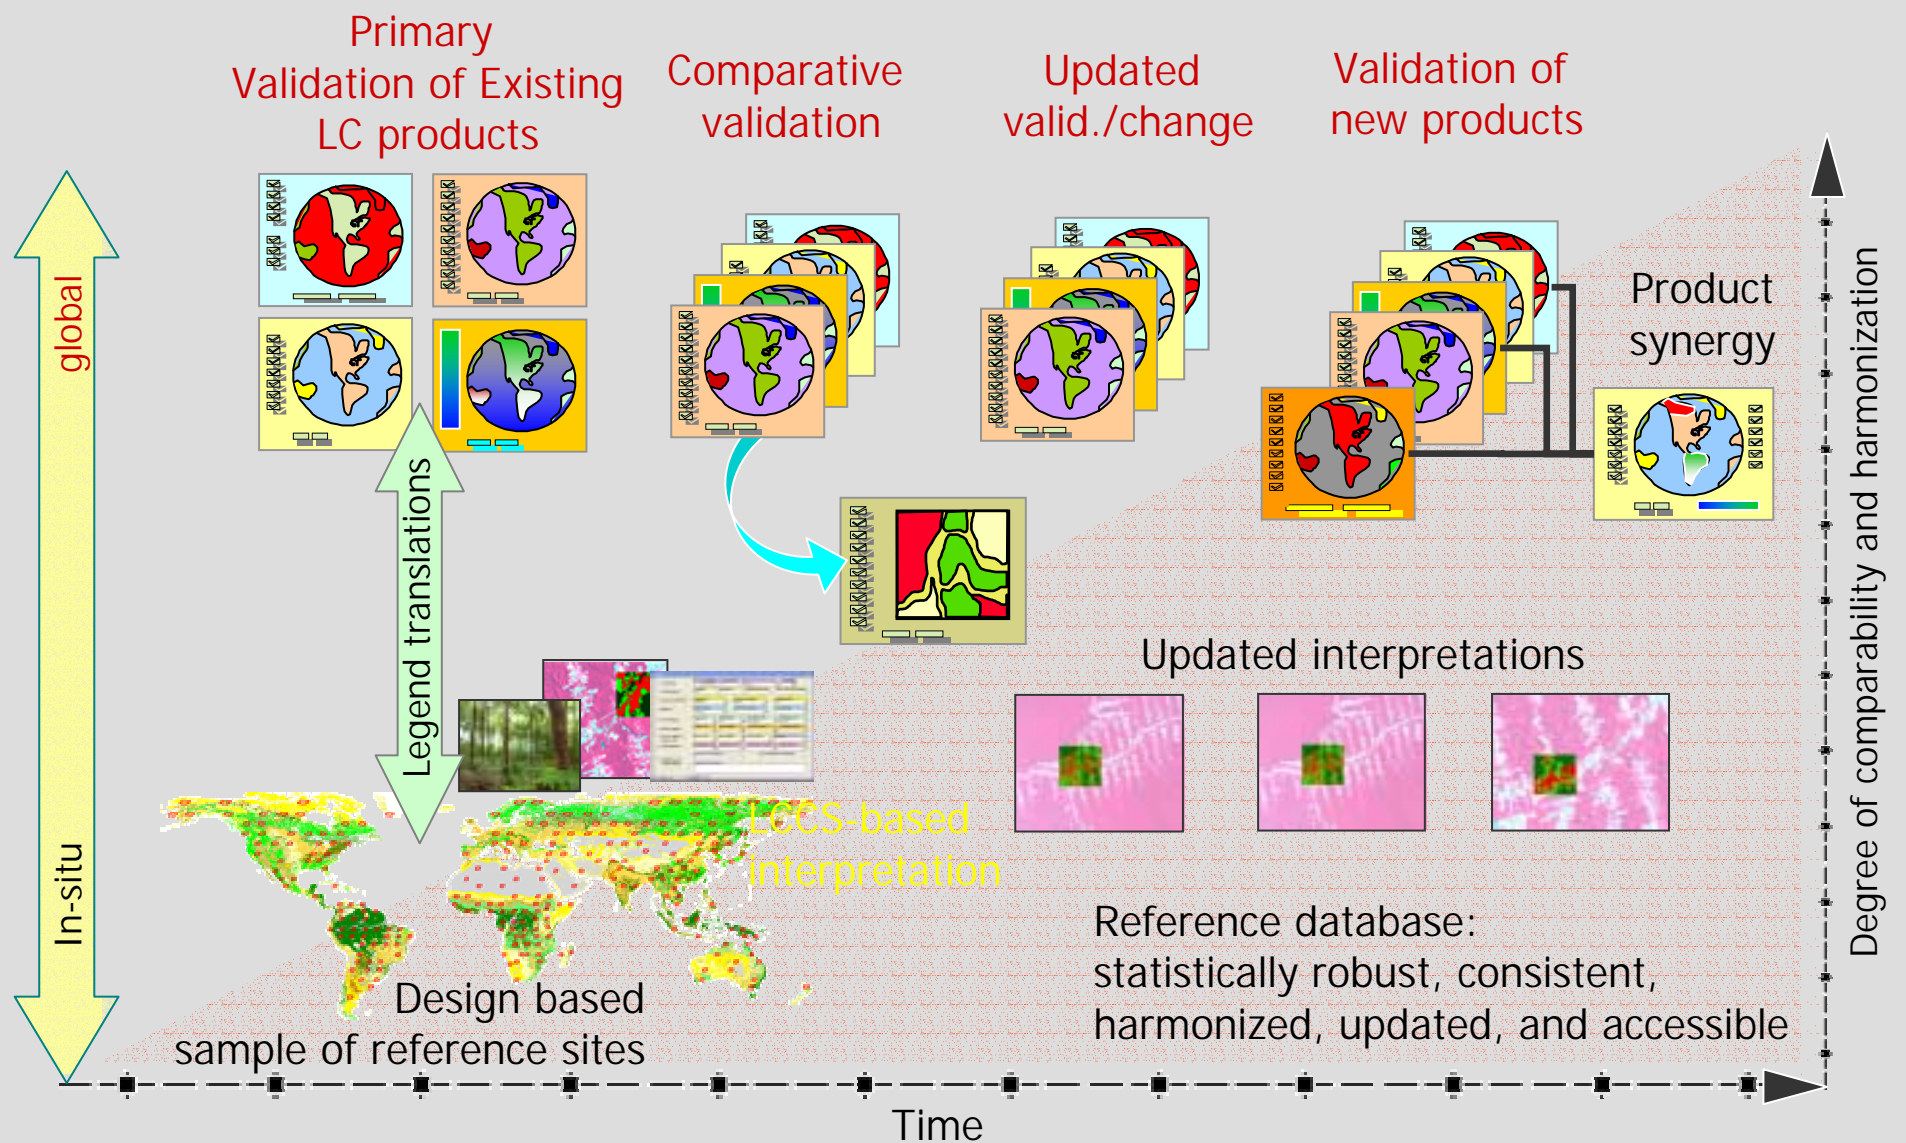 Primary
Validation of Existing
LC products
Comparative
validation
Updated
valid./change
Validation of
new products
global
In-situ
Legend translations
Product
synergy
Degree of comparability and harmonization
Updated interpretations
LCCS-based
interpretation
Reference database:
statistically robust, consistent,
harmonized, updated, and accessible
Design based
sample of reference sites
Time